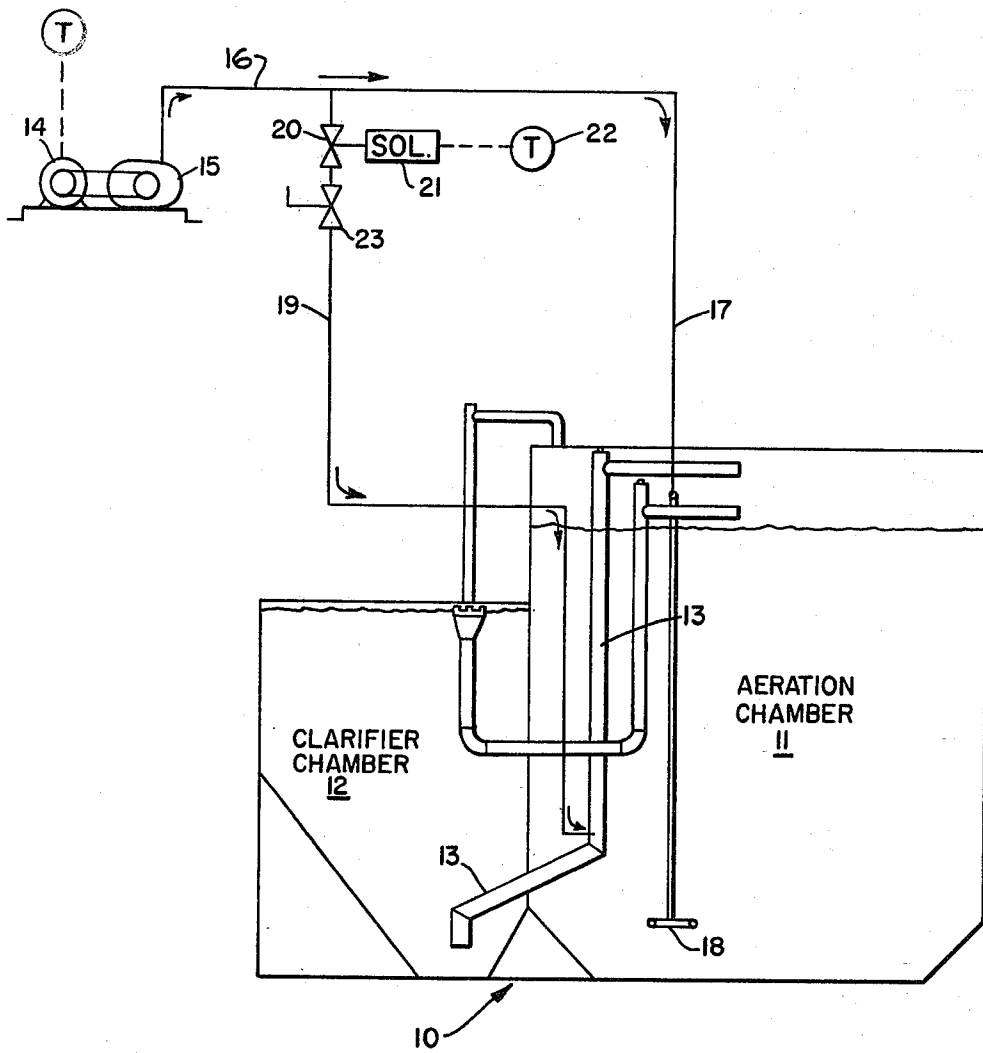 T
16
14
15
20
SOL.
T
22
21
23
19
17
13
AERATION
CHAMBER
11
CLARIFIER
CHAMBER
12
13
18
10